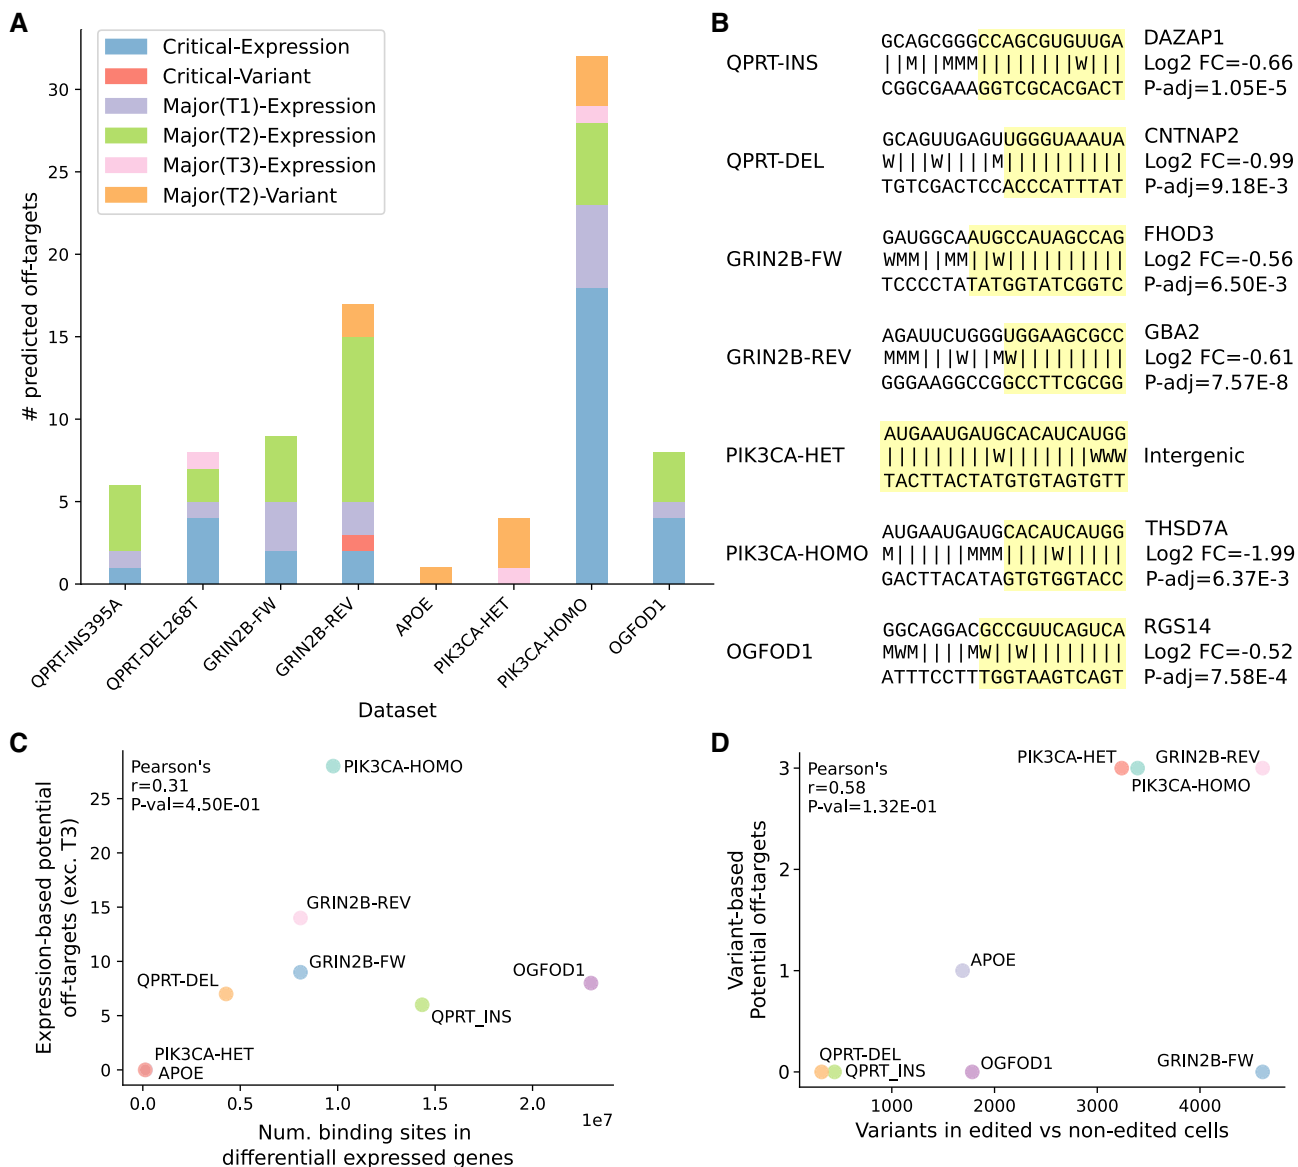 A
Critical-Expression
Critical-Variant
Major(T1)-Expression
Major(T2)-Expression
Major(T3)-Expression
Major(T2)-Variant
# predicted off-targets
30
25
20
15
10
5
0
QPRT-INS395A
QPRT-DEL268T
GRIN2B-FW
GRIN2B-REV
APOE
PIK3CA-HET
PIK3CA-HOMO
OGFOD1
Dataset
B
QPRT-INS
GCAGCGGGCCAGCGUGUUGA
||M||MMM||||||||W|||
CGGCGAAAGGTCGCACGACT
DAZAP1
Log2 FC=-0.66
P-adj=1.05E-5
QPRT-DEL
GCAGUUGAGUUGGGUAAAUA
W|||W||||M||||||||||
TGTCGACTCCACCCATTTAT
CNTNAP2
Log2 FC=-0.99
P-adj=9.18E-3
GRIN2B-FW
GAUGGCAAUGCCAUAGCCAG
WMM||MM||W||||||||||
TCCCCTATATGGTATCGGTC
FHOD3
Log2 FC=-0.56
P-adj=6.50E-3
GRIN2B-REV
AGAUUCUGGGUGGAAGCGCC
MMM|||W||MW|||||||||
GGGAAGGCCGGCCTTCGCGG
GBA2
Log2 FC=-0.61
P-adj=7.57E-8
PIK3CA-HET
AUGAAUGAUGCACAUCAUGG
|||||||||W|||||||WWW
TACTTACTATGTGTAGTGTT
Intergenic
PIK3CA-HOMO
AUGAAUGAUGCACAUCAUGG
M||||||MMM||||W|||||
GACTTACATAGTGTGGTACC
THSD7A
Log2 FC=-1.99
P-adj=6.37E-3
OGFOD1
GGCAGGACGCCGUUCAGUCA
MWM||||MW||W||||||||
ATTTCCTTTGGTAAGTCAGT
RGS14
Log2 FC=-0.52
P-adj=7.58E-4
C
Pearson's
r=0.31
P-val=4.50E-01
Expression-based potential
off-targets (exc. T3)
25
20
15
10
5
0
PIK3CA-HOMO
GRIN2B-REV
GRIN2B-FW
QPRT-DEL
OGFOD1
QPRT_INS
PIK3CA-HET
APOE
0.0
0.5
1.0
1.5
2.0
1e7
Num. binding sites in
differentiall expressed genes
D
Pearson's
r=0.58
P-val=1.32E-01
Variant-based
Potential off-targets
3
2
1
0
PIK3CA-HET
GRIN2B-REV
PIK3CA-HOMO
APOE
QPRT-DEL
QPRT_INS
OGFOD1
GRIN2B-FW
1000
2000
3000
4000
Variants in edited vs non-edited cells